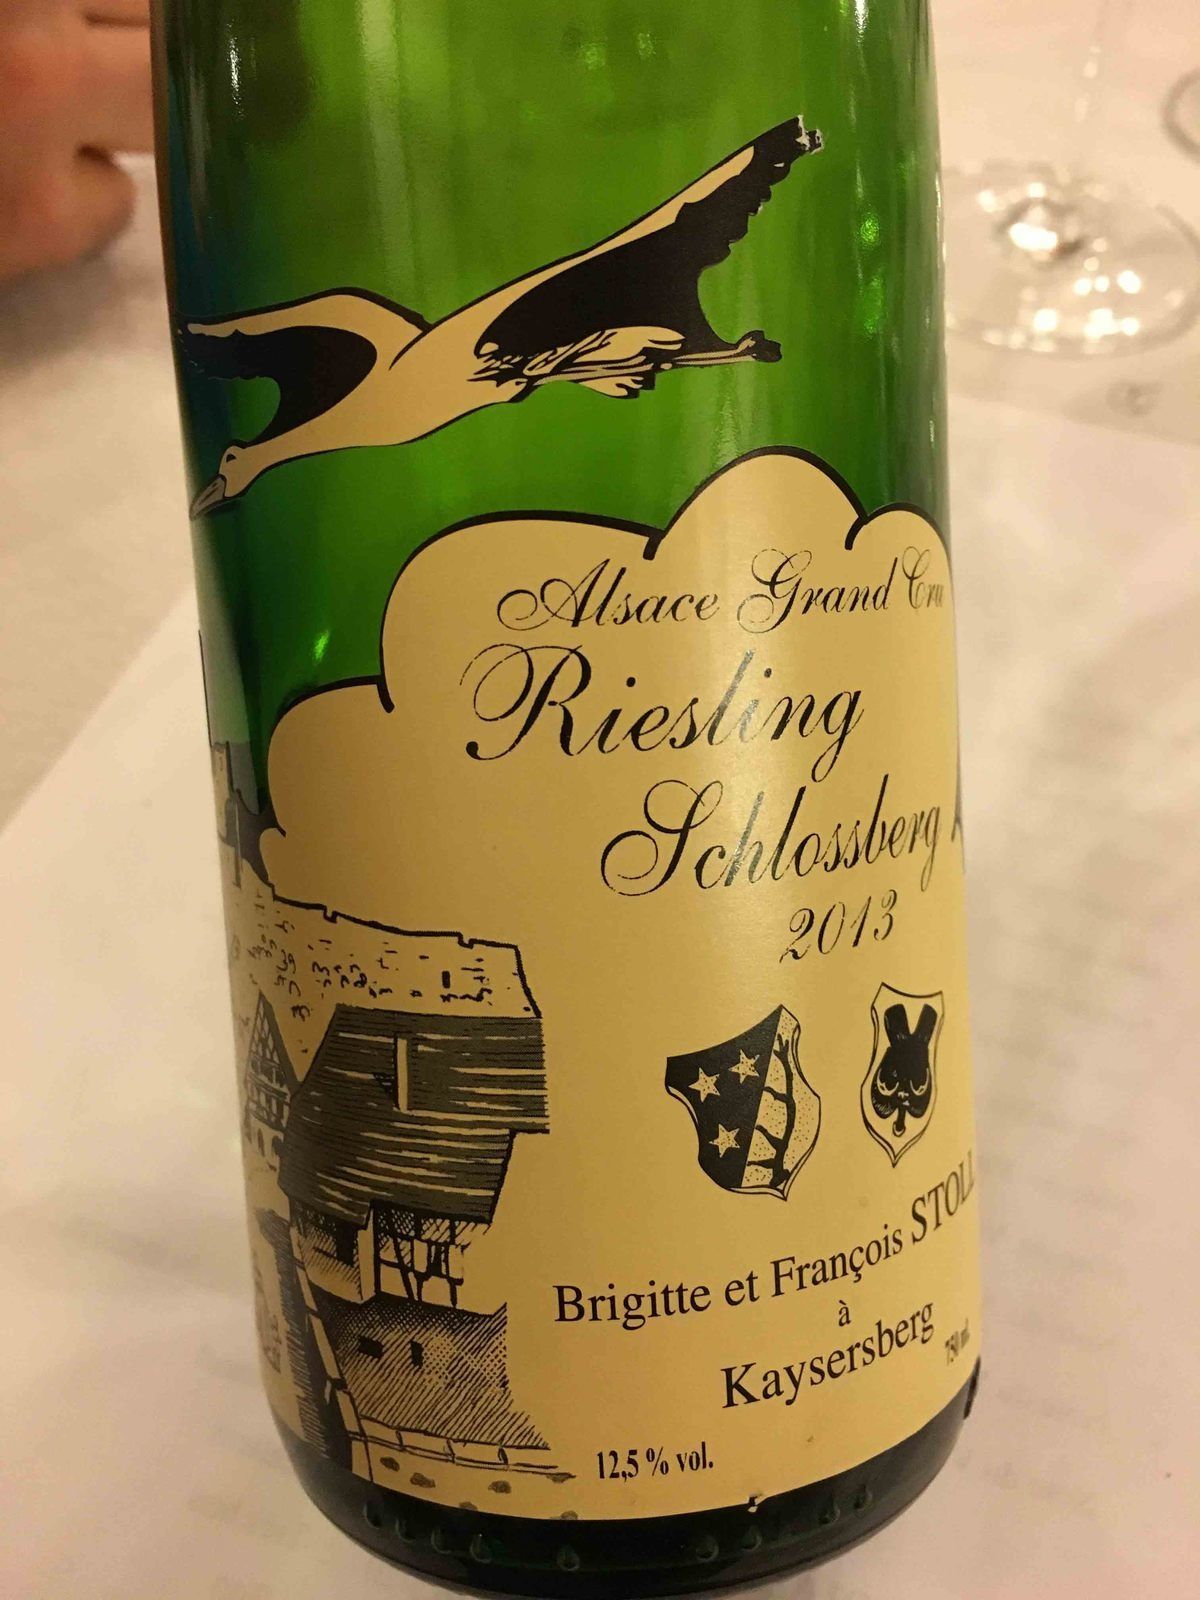 Alsace Grand Cru
Riesling
Schlossberg
2013
Brigitte et François STOLL
à
Kaysersberg
750 ml
12,5 % vol.